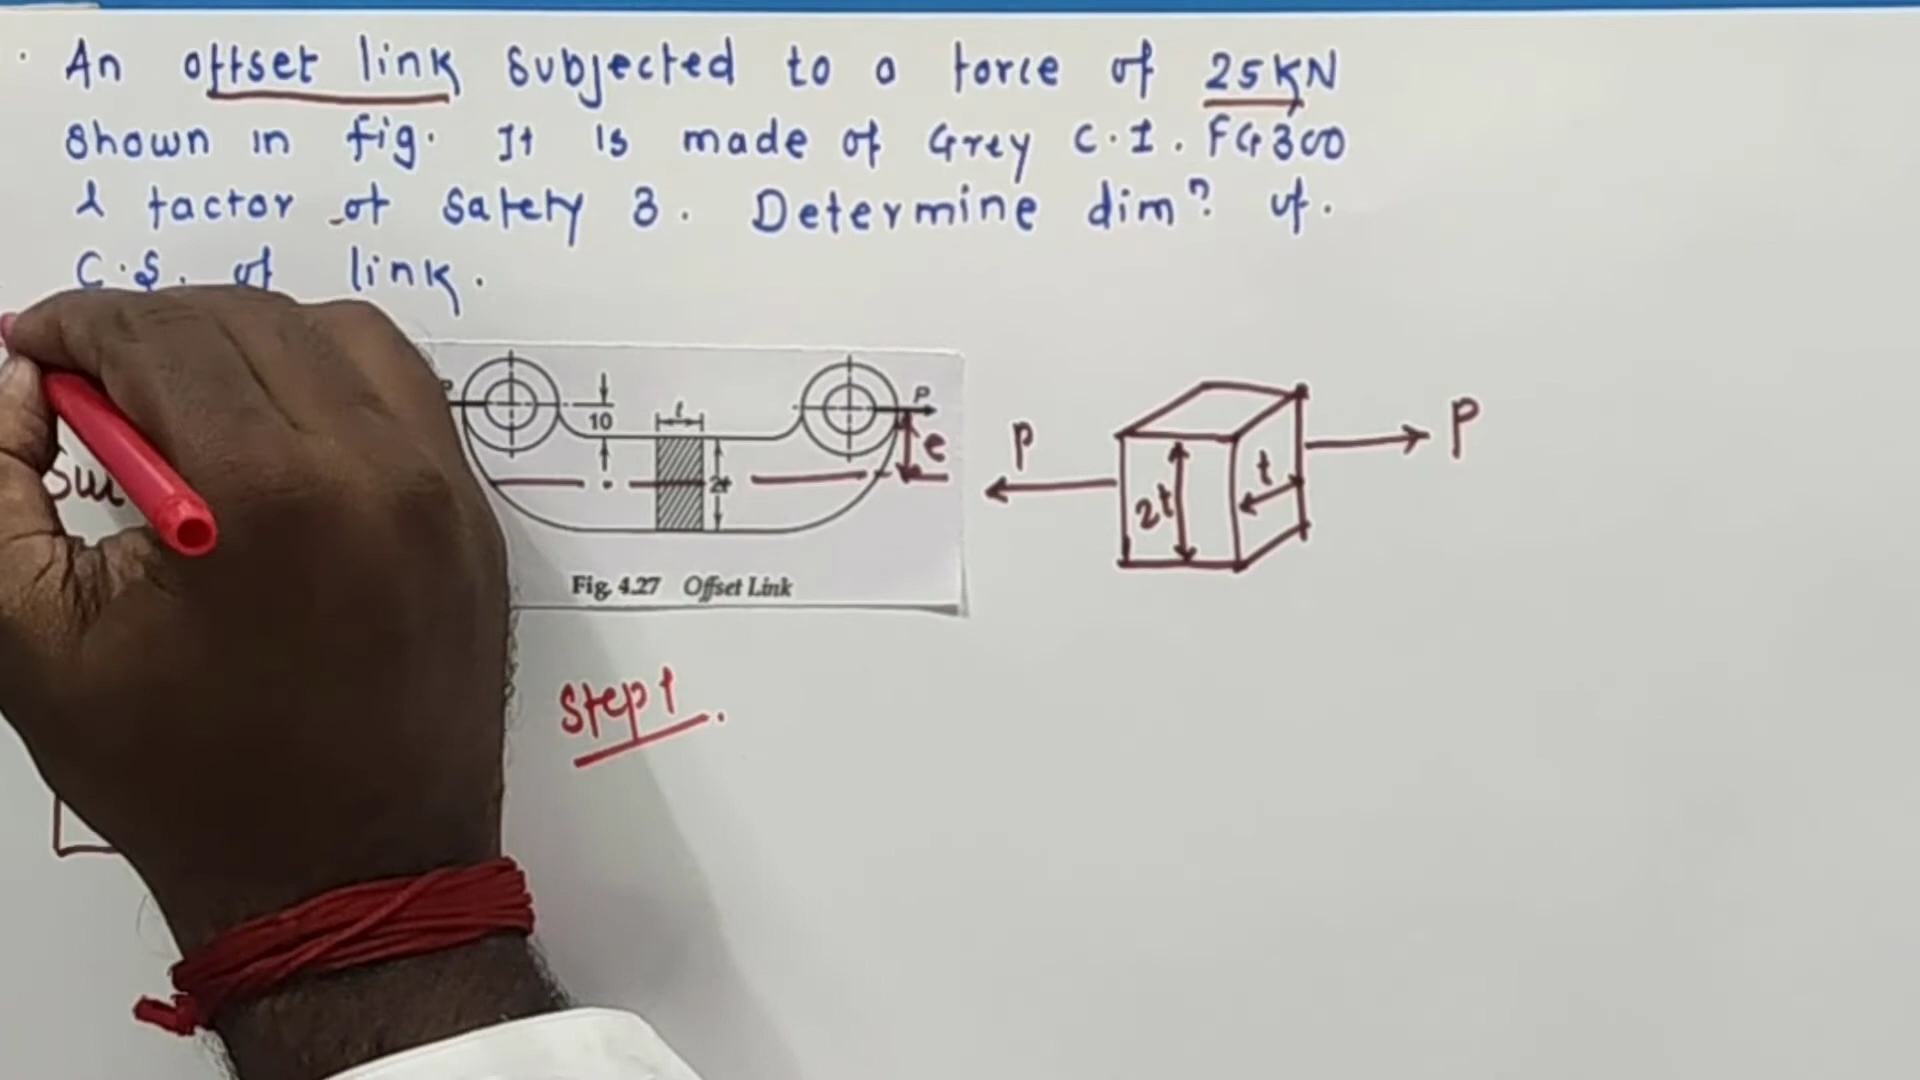 An offset link subjected to a force of 25KN
shown in fig. It is made of Grey C.I. FG300
& factor of safety 3. Determine dimn of.
C.S. of link.
P
10
t
2t
P
e
Fig. 4.27 Offset Link
P
2t
t
P
Step 1.